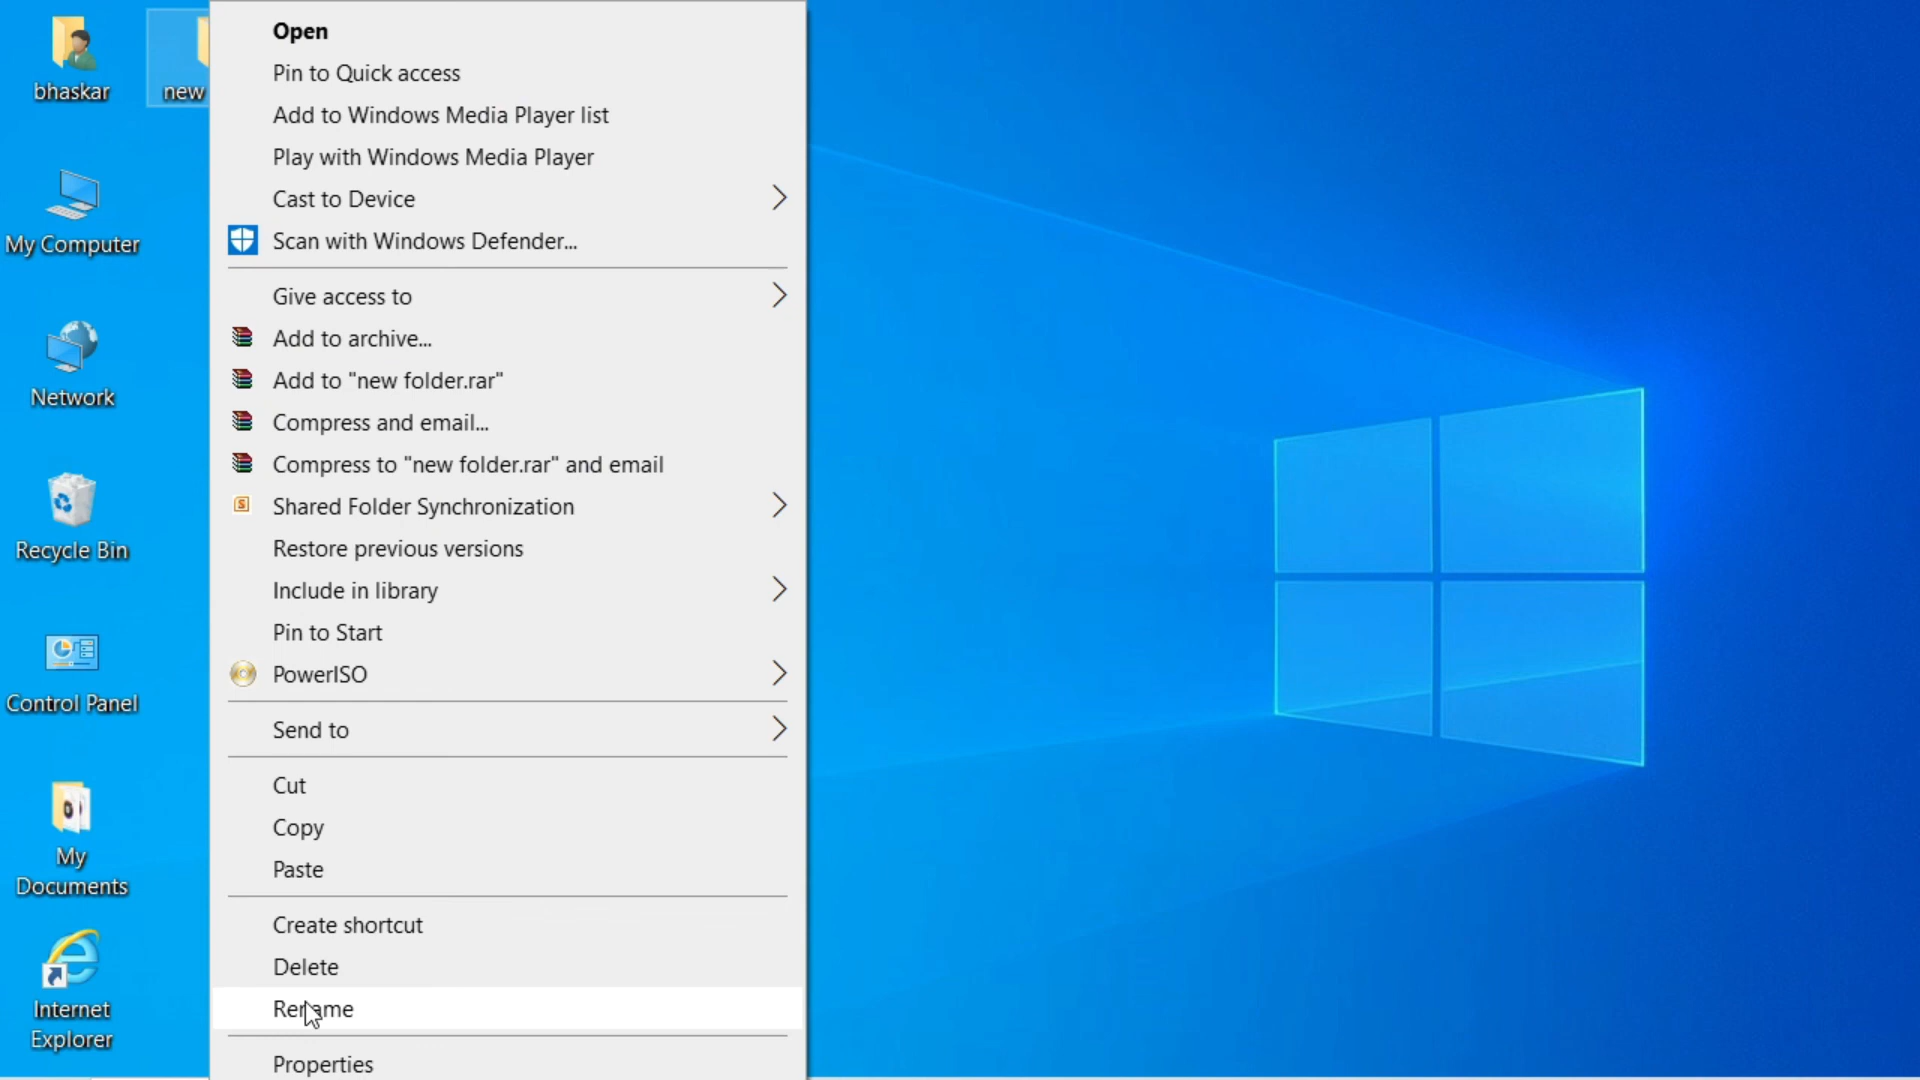 bhaskar
new
My Computer
Network
Recycle Bin
Control Panel
My
Documents
Internet
Explorer
Open
Pin to Quick access
Add to Windows Media Player list
Play with Windows Media Player
Cast to Device
Scan with Windows Defender...
Give access to
Add to archive...
Add to "new folder.rar"
Compress and email...
Compress to "new folder.rar" and email
Shared Folder Synchronization
Restore previous versions
Include in library
Pin to Start
PowerISO
Send to
Cut
Copy
Paste
Create shortcut
Delete
Rename
Properties